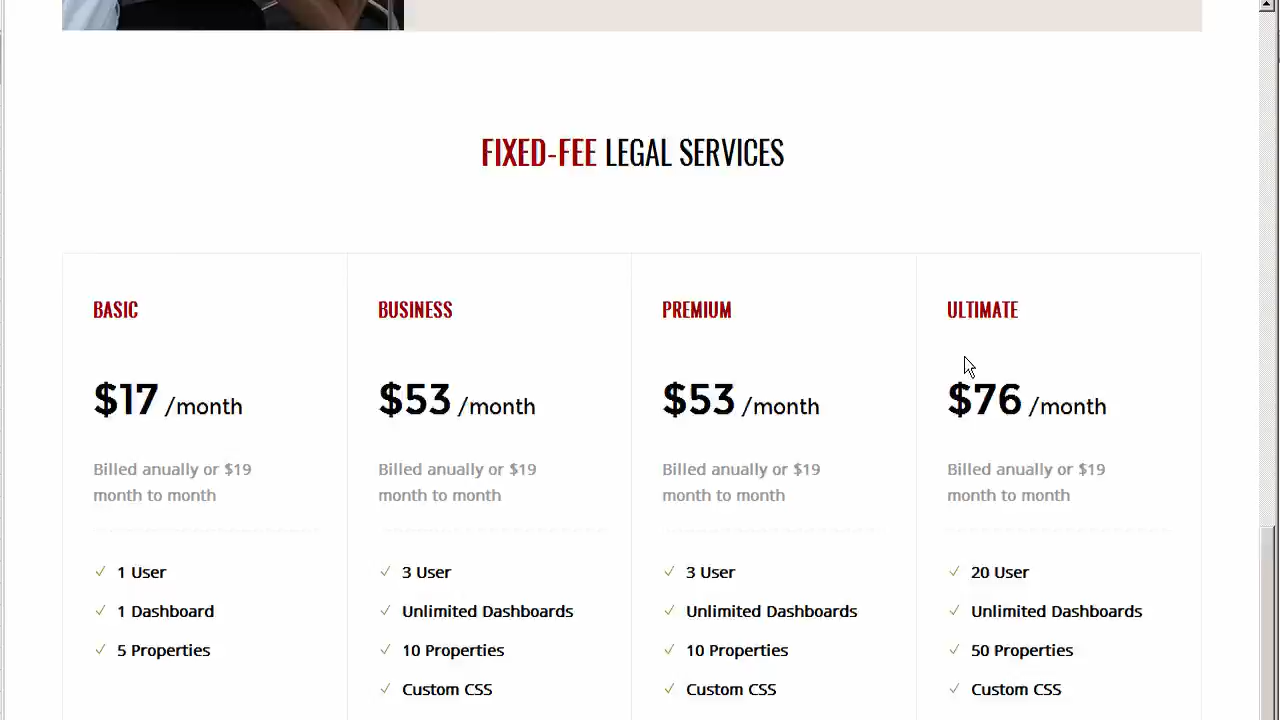 FIXED-FEE LEGAL SERVICES
BASIC
$17 /month
Billed anually or $19
month to month
1 User
1 Dashboard
5 Properties
BUSINESS
$53 /month
Billed anually or $19
month to month
3 User
Unlimited Dashboards
10 Properties
Custom CSS
PREMIUM
$53 /month
Billed anually or $19
month to month
3 User
Unlimited Dashboards
10 Properties
Custom CSS
ULTIMATE
$76 /month
Billed anually or $19
month to month
20 User
Unlimited Dashboards
50 Properties
Custom CSS